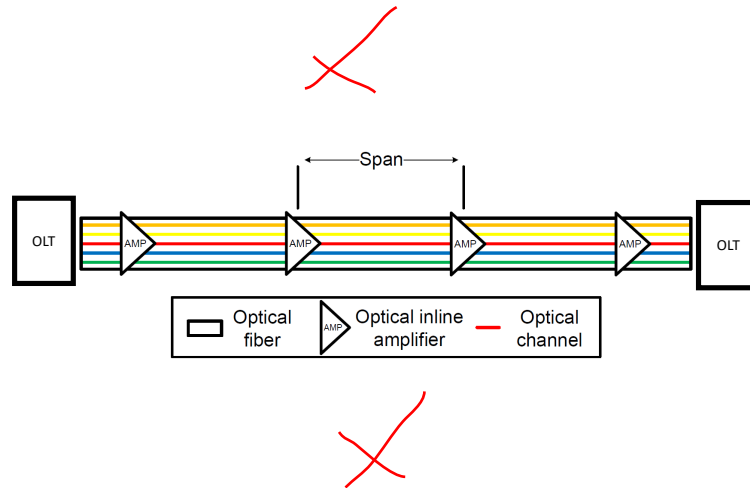 Span
OLT
AMP
AMP
AMP
AMP
OLT
Optical
fiber
AMP
Optical inline
amplifier
Optical
channel